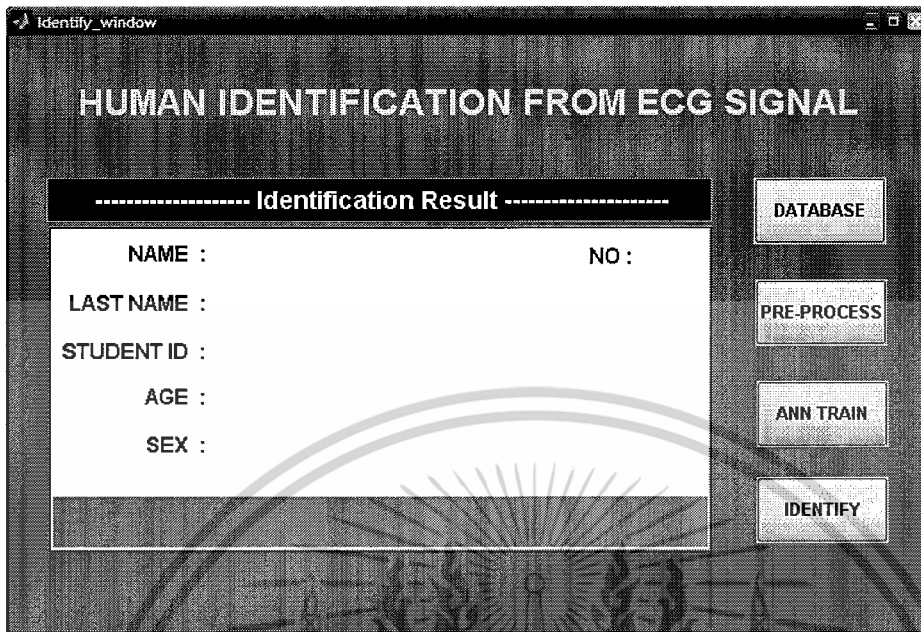 Identify_window
HUMAN IDENTIFICATION FROM ECG SIGNAL
-------------------- Identification Result ---------------------
NAME :
NO :
LAST NAME :
STUDENT ID :
AGE :
SEX :
DATABASE
PRE-PROCESS
ANN TRAIN
IDENTIFY